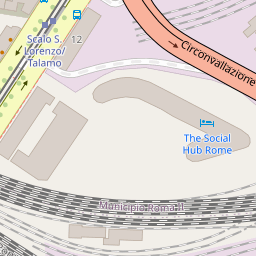 Scalo S.
Lorenzo/
Talamo
12
Circonvallazione
The Social
Hub Rome
Municipio Roma II